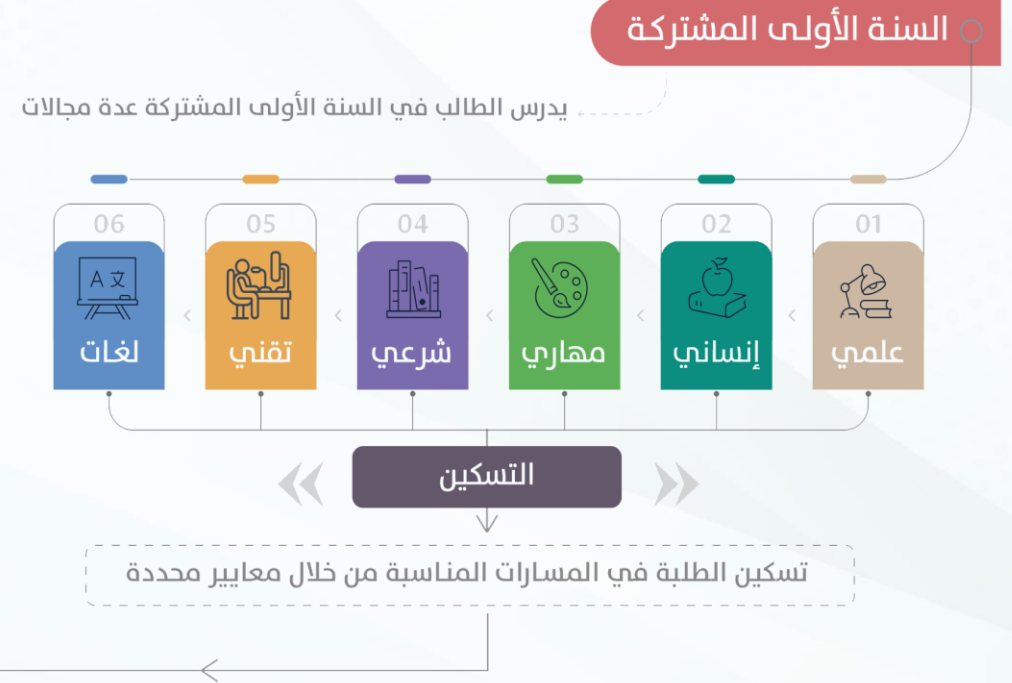 السنة الأولى المشتركة
يدرس الطالب في السنة الأولى المشتركة عدة مجالات
01
علمي
02
إنساني
03
مهاري
04
شرعي
05
تقني
06
A 文
لغات
التسكين
تسكين الطلبة في المسارات المناسبة من خلال معايير محددة